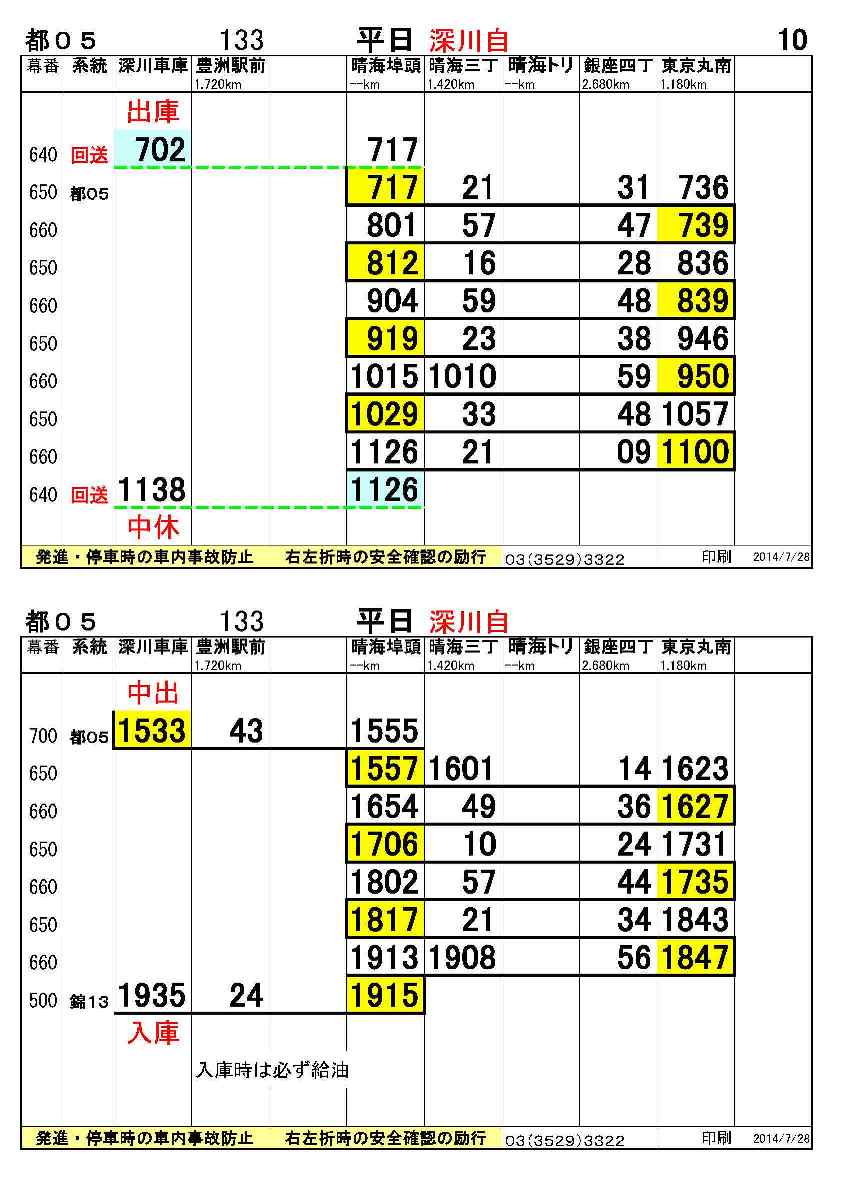 都０５ 133 平日 深川自 10
幕番 系統 深川車庫 豊洲駅前 晴海埠頭 晴海三丁 晴海トリ 銀座四丁 東京丸南
1.720km --km 1.420km --km 2.680km 1.180km
出庫
640 回送 702 717
650 都05 717 21 31 736
660 801 57 47 739
650 812 16 28 836
660 904 59 48 839
650 919 23 38 946
660 1015 1010 59 950
650 1029 33 48 1057
660 1126 21 09 1100
640 回送 1138 1126
中休
発進・停車時の車内事故防止 右左折時の安全確認の励行 03(3529)3322 印刷 2014/7/28
都０５ 133 平日 深川自
幕番 系統 深川車庫 豊洲駅前 晴海埠頭 晴海三丁 晴海トリ 銀座四丁 東京丸南
1.720km --km 1.420km --km 2.680km 1.180km
中出
700 都05 1533 43 1555
650 1557 1601 14 1623
660 1654 49 36 1627
650 1706 10 24 1731
660 1802 57 44 1735
650 1817 21 34 1843
660 1913 1908 56 1847
500 錦13 1935 24 1915
入庫
入庫時は必ず給油
発進・停車時の車内事故防止 右左折時の安全確認の励行 03(3529)3322 印刷 2014/7/28